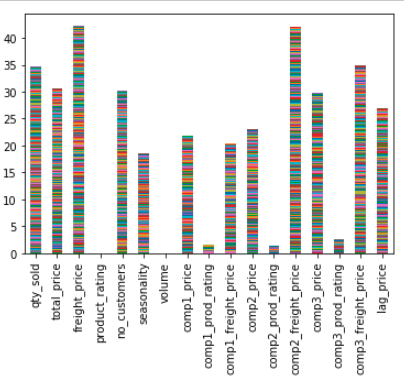 40
35
30
25
20
15
10
5
0
qty_sold
total_price
freight_price
product_rating
no_customers
seasonality
volume
comp1_price
comp1_prod_rating
comp1_freight_price
comp2_price
comp2_prod_rating
comp2_freight_price
comp3_price
comp3_prod_rating
comp3_freight_price
lag_price